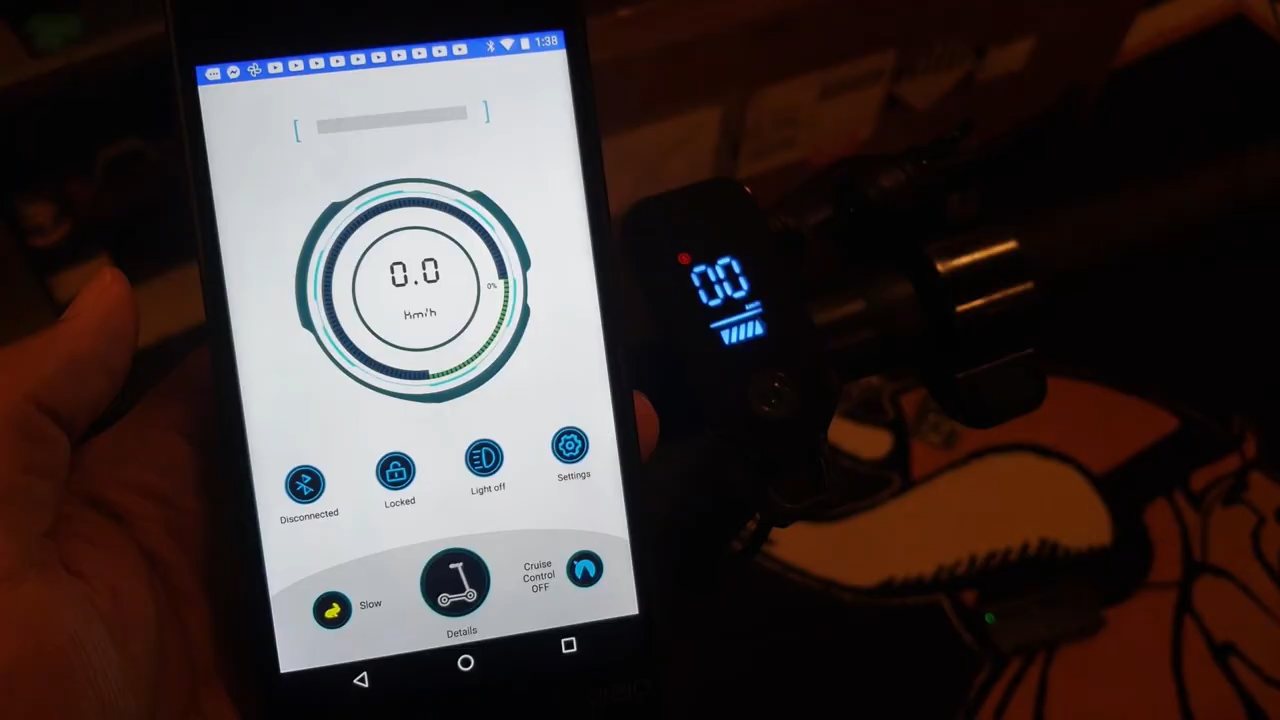 1:38
[ ]
0.0
0%
km/h
Disconnected
Locked
Light off
Settings
Slow
Details
Cruise
Control
OFF
00